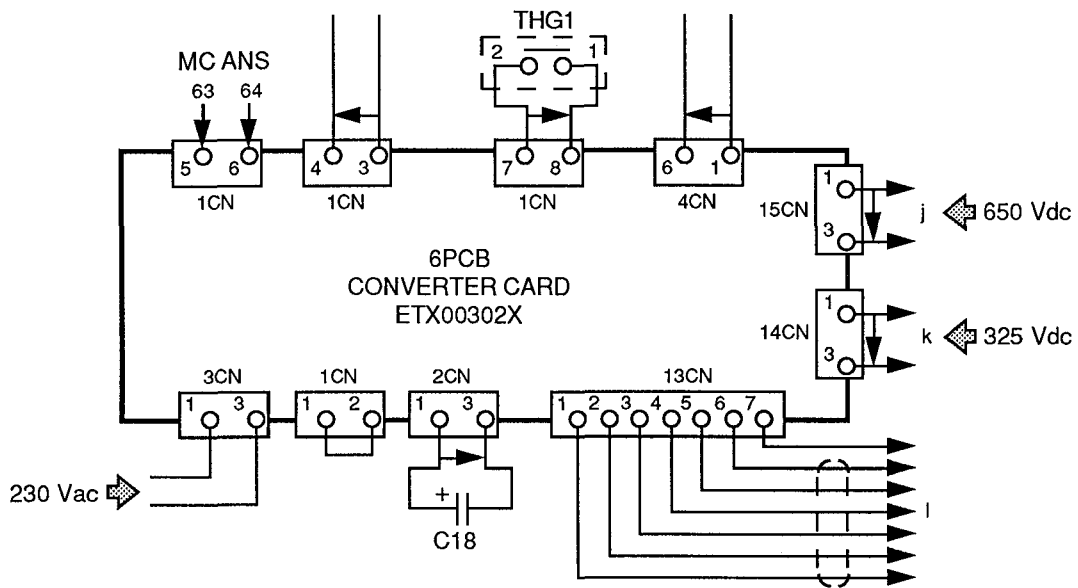 THG1
2 1
MC ANS
63 64
5 6
1CN
4 3
1CN
7 8
1CN
6 1
4CN
1
15CN
3
j
650 Vdc
6PCB
CONVERTER CARD
ETX00302X
1
14CN
3
k
325 Vdc
3CN
1 3
1CN
1 2
2CN
1 3
13CN
1 2 3 4 5 6 7
230 Vac
+
C18
l